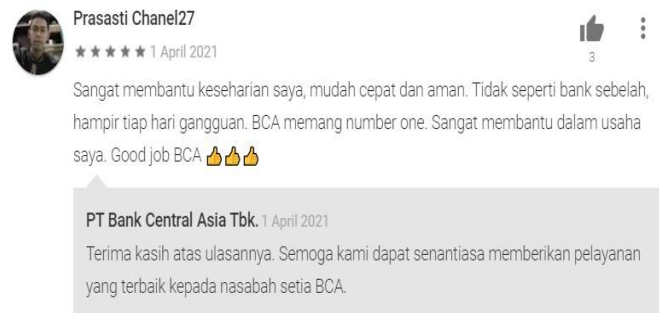 Prasasti Chanel27
★★★★★ 1 April 2021
3
Sangat membantu keseharian saya, mudah cepat dan aman. Tidak seperti bank sebelah,
hampir tiap hari gangguan. BCA memang number one. Sangat membantu dalam usaha
saya. Good job BCA 👍👍👍
PT Bank Central Asia Tbk. 1 April 2021
Terima kasih atas ulasannya. Semoga kami dapat senantiasa memberikan pelayanan
yang terbaik kepada nasabah setia BCA.